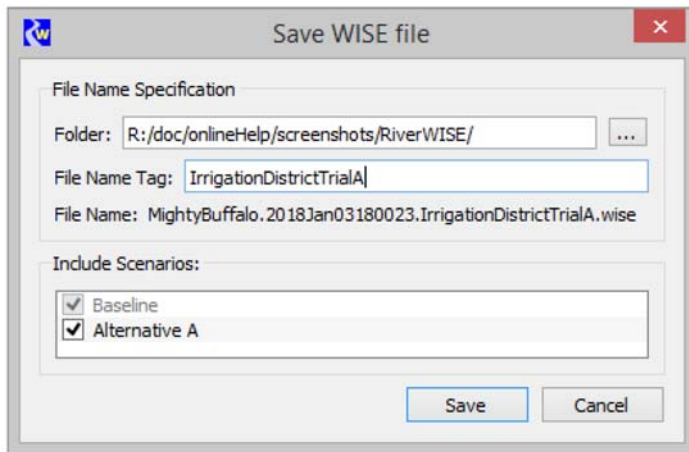 Save WISE file
File Name Specification
Folder: R:/doc/onlineHelp/screenshots/RiverWISE/ ...
File Name Tag: IrrigationDistrictTrialA
File Name: MightyBuffalo.2018Jan03180023.IrrigationDistrictTrialA.wise
Include Scenarios:
Baseline
Alternative A
Save Cancel